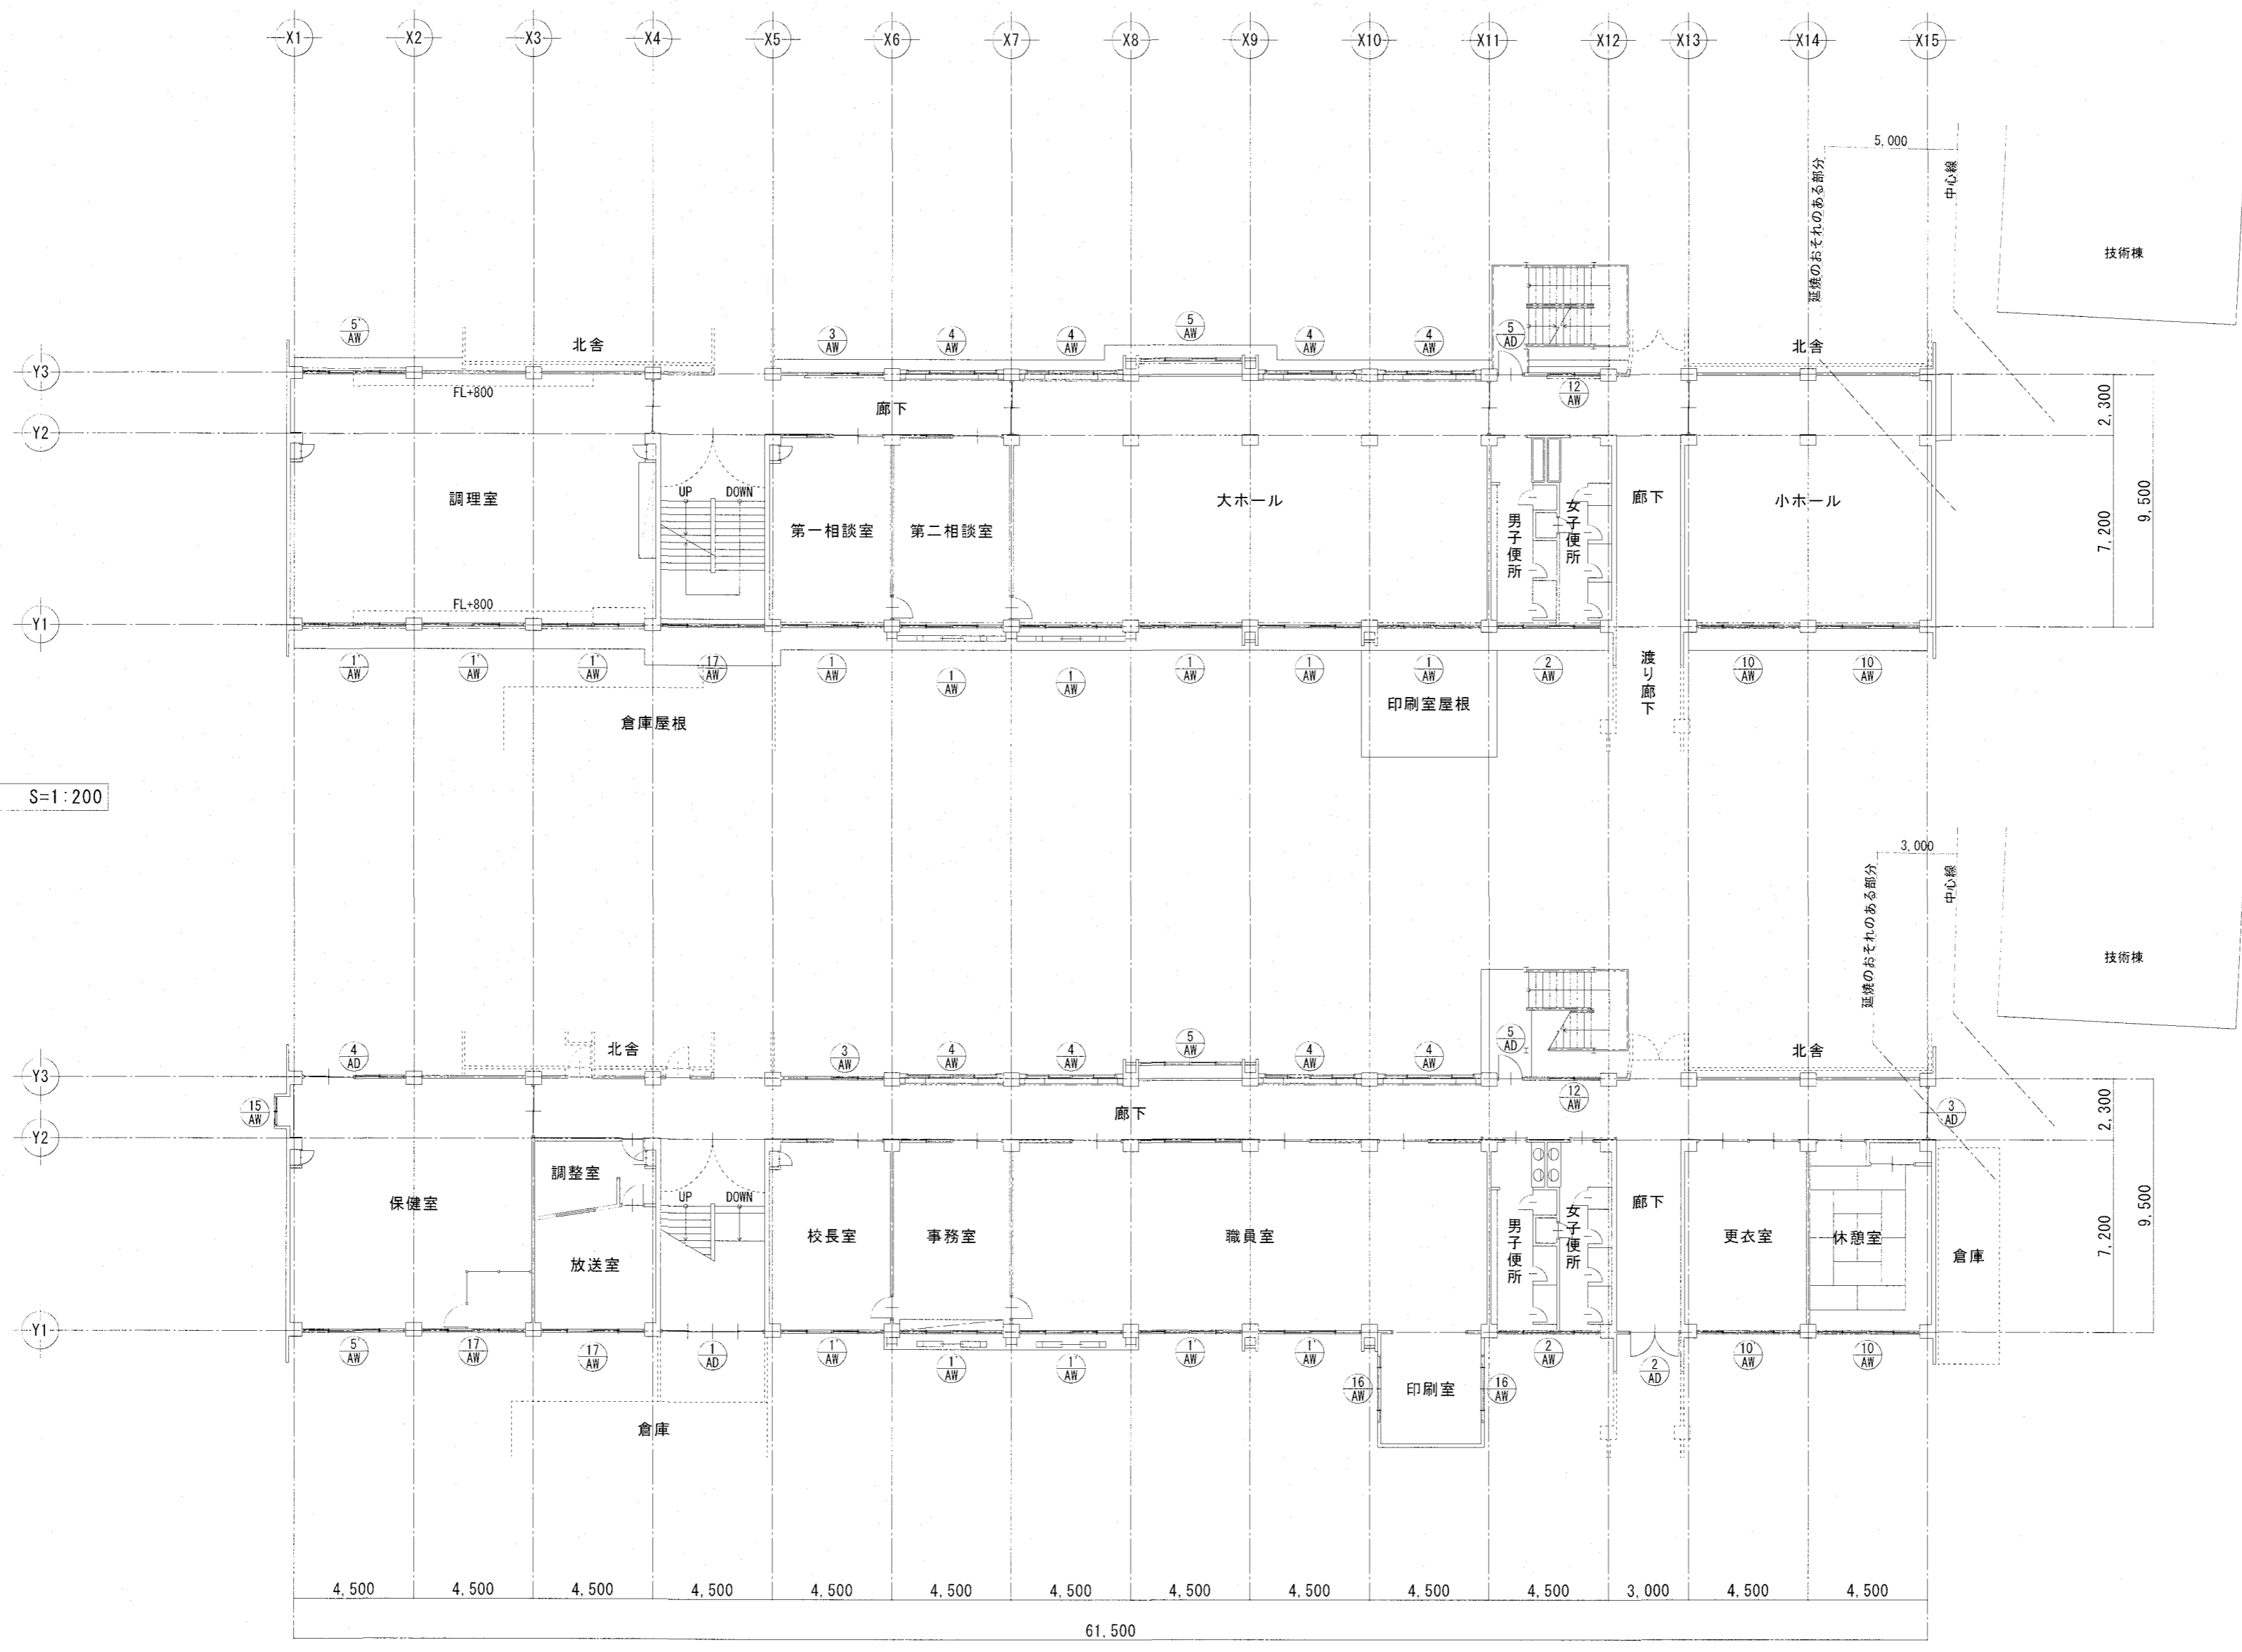 X1 X2 X3 X4 X5 X6 X7 X8 X9 X10 X11 X12 X13 X14 X15
5,000
延焼のおそれのある部分
中心線
技術棟
5' AW
北舎
3 AW
4 AW
4 AW
5 AW
4 AW
4 AW
5 AD
12 AW
北舎
Y3
FL+800
廊下
2,300
Y2
調理室
UP DOWN
第一相談室
第二相談室
大ホール
男子便所
女子便所
廊下
小ホール
7,200
9,500
FL+800
Y1
1' AW
1' AW
1' AW
17 AW
1 AW
1 AW
1 AW
1 AW
1 AW
1 AW
2 AW
渡り廊下
10 AW
10 AW
倉庫屋根
印刷室屋根
S=1:200
3,000
延焼のおそれのある部分
中心線
技術棟
4 AD
北舎
3 AW
4 AW
4 AW
5 AW
4 AW
4 AW
5 AD
12 AW
北舎
Y3
15 AW
廊下
3 AD
2,300
Y2
保健室
調整室
放送室
UP DOWN
校長室
事務室
職員室
男子便所
女子便所
廊下
更衣室
休憩室
倉庫
7,200
9,500
Y1
5' AW
17 AW
17 AW
1 AD
1' AW
1' AW
1' AW
1' AW
1' AW
16 AW
印刷室
16 AW
2 AW
2 AD
10' AW
10 AW
倉庫
4,500 4,500 4,500 4,500 4,500 4,500 4,500 4,500 4,500 4,500 4,500 3,000 4,500 4,500
61,500